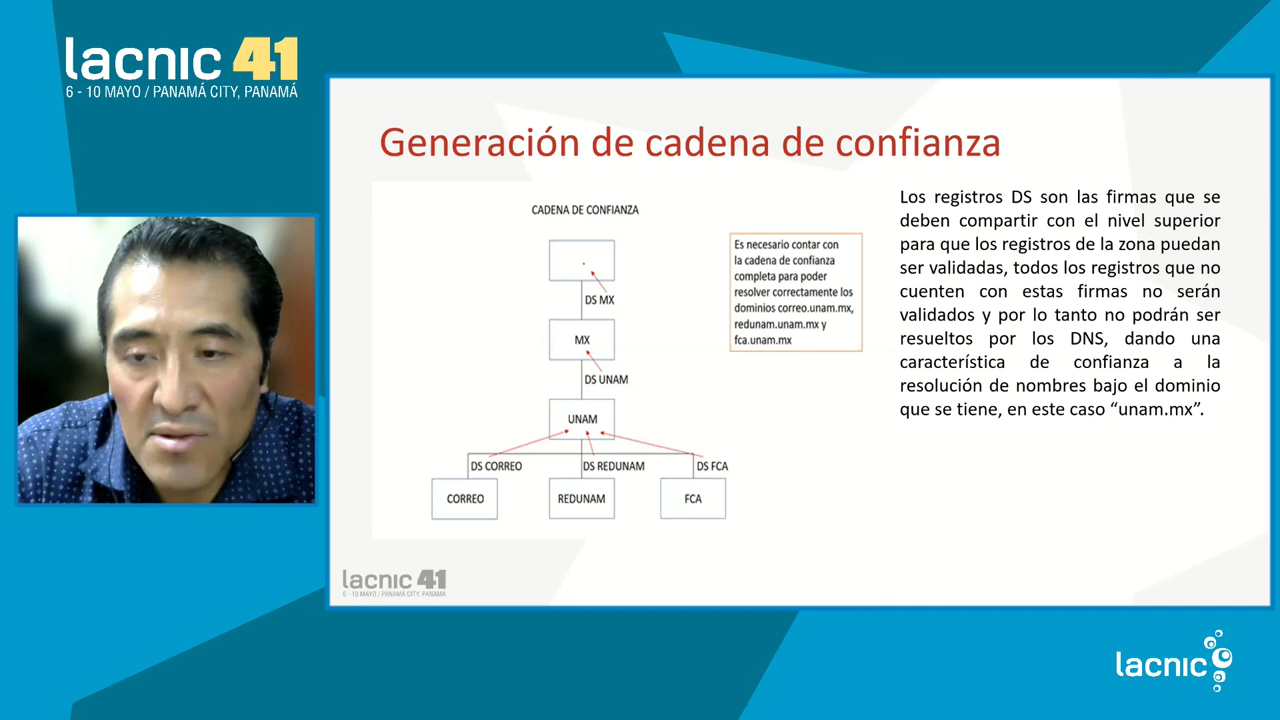 lacnic 41
6 - 10 MAYO / PANAMÁ CITY, PANAMÁ
Generación de cadena de confianza
CADENA DE CONFIANZA
.
DS MX
MX
DS UNAM
UNAM
DS CORREO
DS REDUNAM
DS FCA
CORREO
REDUNAM
FCA
Es necesario contar con
la cadena de confianza
completa para poder
resolver correctamente los
dominios correo.unam.mx,
redunam.unam.mx y
fca.unam.mx
Los registros DS son las firmas que se
deben compartir con el nivel superior
para que los registros de la zona puedan
ser validadas, todos los registros que no
cuenten con estas firmas no serán
validados y por lo tanto no podrán ser
resueltos por los DNS, dando una
característica de confianza a la
resolución de nombres bajo el dominio
que se tiene, en este caso “unam.mx”.
lacnic 41
6 - 10 MAYO / PANAMÁ CITY, PANAMÁ
lacnic